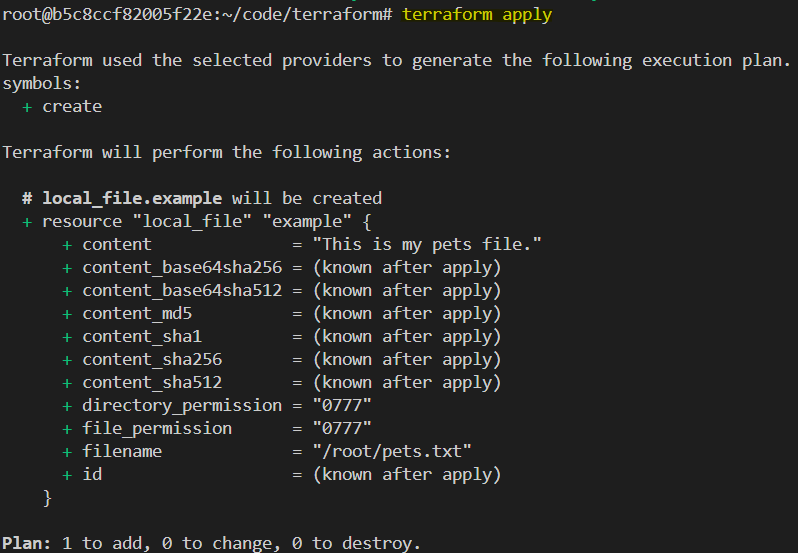 root@b5c8ccf82005f22e:~/code/terraform# terraform apply
Terraform used the selected providers to generate the following execution plan.
symbols:
+ create
Terraform will perform the following actions:
# local_file.example will be created
+ resource "local_file" "example" {
+ content = "This is my pets file."
+ content_base64sha256 = (known after apply)
+ content_base64sha512 = (known after apply)
+ content_md5 = (known after apply)
+ content_sha1 = (known after apply)
+ content_sha256 = (known after apply)
+ content_sha512 = (known after apply)
+ directory_permission = "0777"
+ file_permission = "0777"
+ filename = "/root/pets.txt"
+ id = (known after apply)
}
Plan: 1 to add, 0 to change, 0 to destroy.